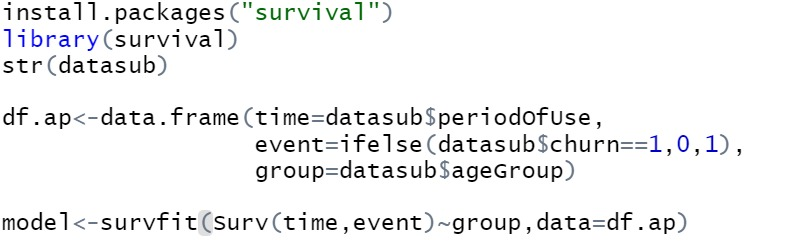 install.packages("survival")
library(survival)
str(datasub)
df.ap<-data.frame(time=datasub$periodOfUse,
event=ifelse(datasub$churn==1,0,1),
group=datasub$ageGroup)
model<-survfit(Surv(time,event)~group,data=df.ap)